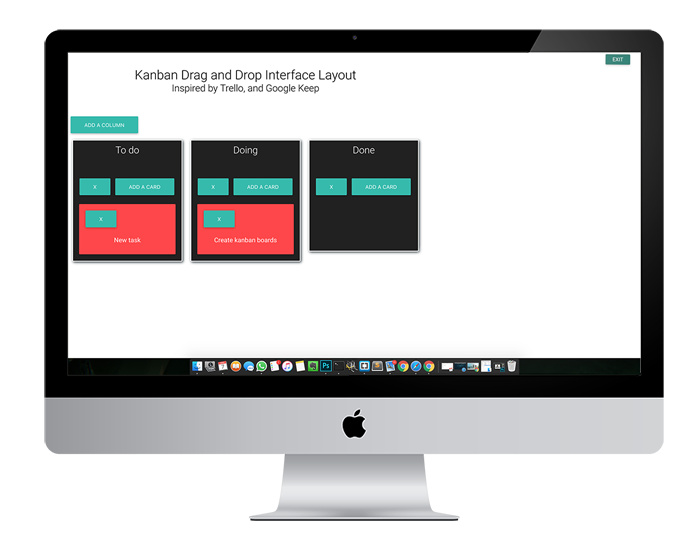 EXIT
Kanban Drag and Drop Interface Layout
Inspired by Trello, and Google Keep
ADD A COLUMN
To do
X
ADD A CARD
X
New task
Doing
X
ADD A CARD
X
Create kanban boards
Done
X
ADD A CARD
Ps